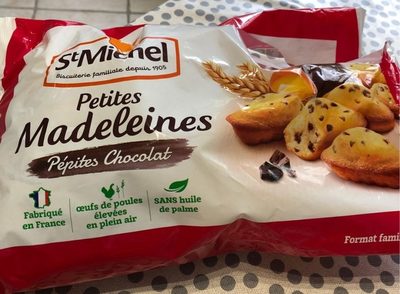 St Michel
Biscuiterie familiale depuis 1905
Petites
Madeleines
Pépites Chocolat
Fabriqué
en France
œufs de poules
élevées
en plein air
SANS huile
de palme
Format fami